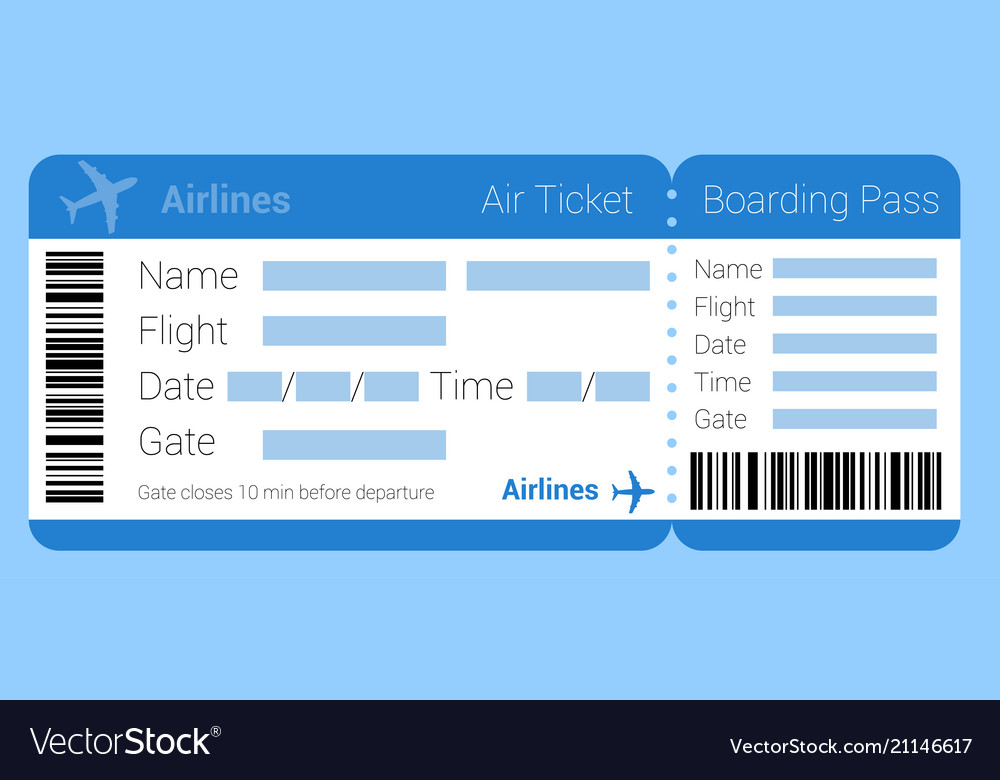 Airlines Air Ticket
Name
Flight
Date / / Time /
Gate
Gate closes 10 min before departure
Airlines
Boarding Pass
Name
Flight
Date
Time
Gate
VectorStock®
VectorStock.com/21146617